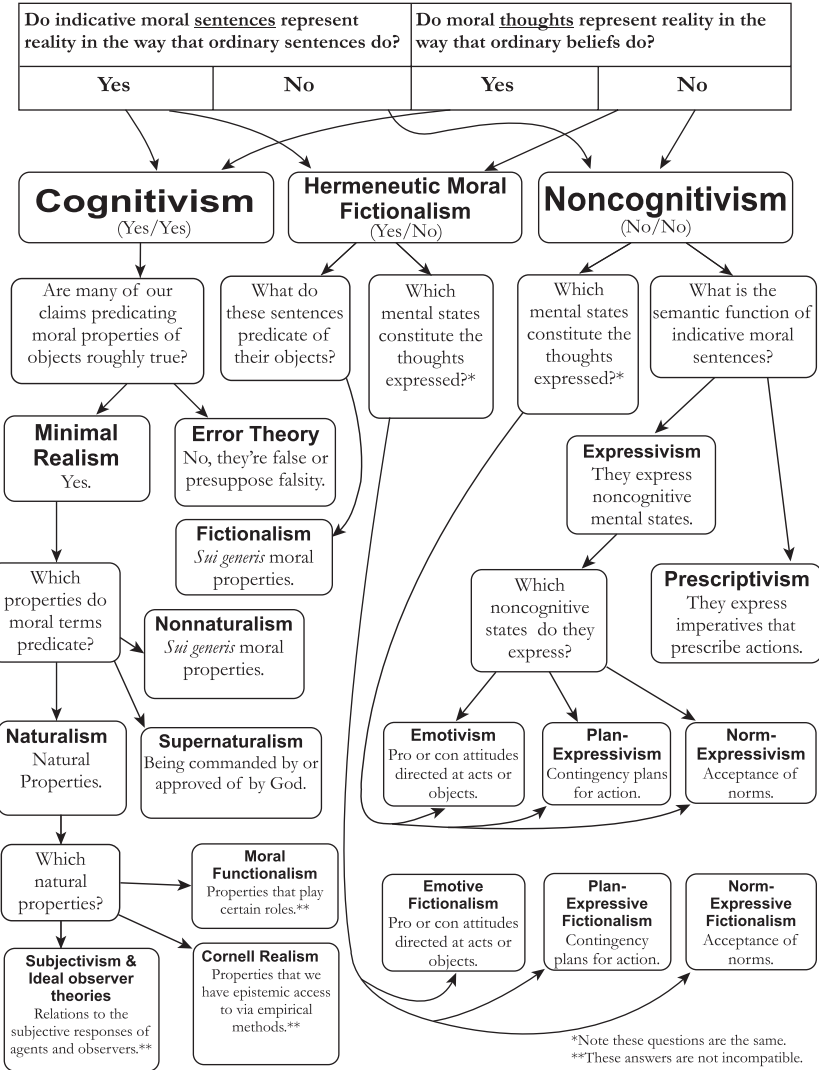 Do indicative moral sentences represent
reality in the way that ordinary sentences do?
Do moral thoughts represent reality in the
way that ordinary beliefs do?
Yes
No
Yes
No
Cognitivism
(Yes/Yes)
Hermeneutic Moral
Fictionalism
(Yes/No)
Noncognitivism
(No/No)
Are many of our
claims predicating
moral properties of
objects roughly true?
What do
these sentences
predicate of
their objects?
Which
mental states
constitute the
thoughts
expressed?*
Which
mental states
constitute the
thoughts
expressed?*
What is the
semantic function of
indicative moral
sentences?
Minimal
Realism
Yes.
Error Theory
No, they're false or
presuppose falsity.
Expressivism
They express
noncognitive
mental states.
Fictionalism
Sui generis moral
properties.
Which
properties do
moral terms
predicate?
Nonnaturalism
Sui generis moral
properties.
Which
noncognitive
states do they
express?
Prescriptivism
They express
imperatives that
prescribe actions.
Naturalism
Natural
Properties.
Supernaturalism
Being commanded by or
approved of by God.
Emotivism
Pro or con attitudes
directed at acts or
objects.
Plan-
Expressivism
Contingency plans
for action.
Norm-
Expressivism
Acceptance of
norms.
Which
natural
properties?
Moral
Functionalism
Properties that play
certain roles.**
Emotive
Fictionalism
Pro or con attitudes
directed at acts or
objects.
Plan-
Expressive
Fictionalism
Contingency
plans for action.
Norm-
Expressive
Fictionalism
Acceptance of
norms.
Subjectivism &
Ideal observer
theories
Relations to the
subjective responses of
agents and observers.**
Cornell Realism
Properties that we
have epistemic access
to via empirical
methods.**
*Note these questions are the same.
**These answers are not incompatible.